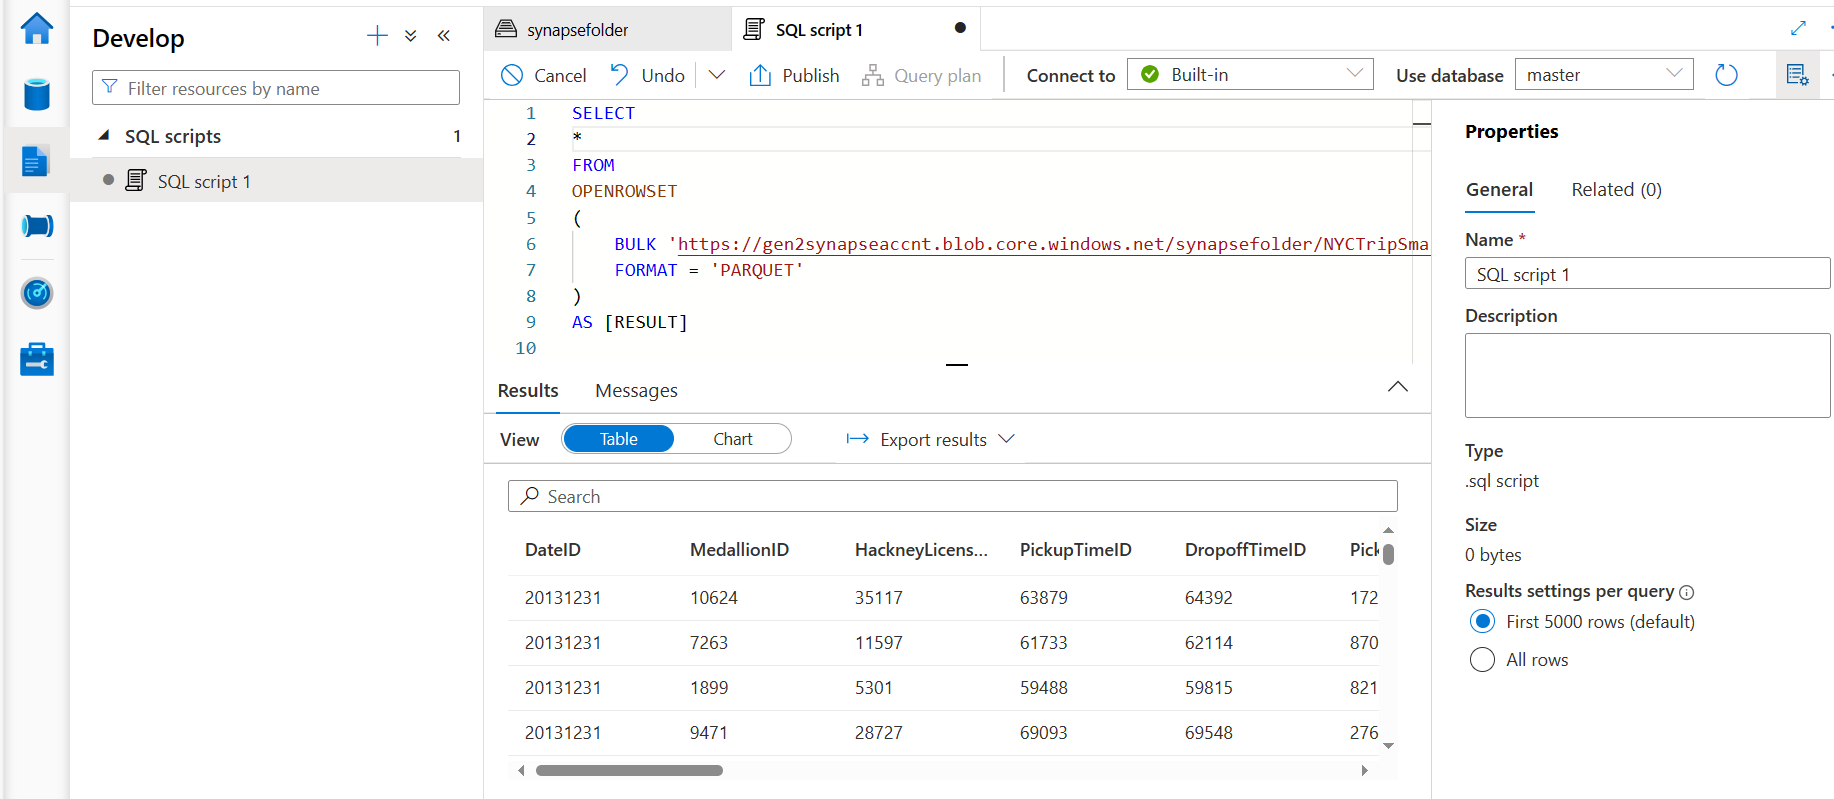 Develop
Filter resources by name
SQL scripts 1
SQL script 1
synapsefolder
SQL script 1
Cancel
Undo
Publish
Query plan
Connect to
Built-in
Use database
master
1 SELECT
2 *
3 FROM
4 OPENROWSET
5 (
6 BULK 'https://gen2synapseaccnt.blob.core.windows.net/synapsefolder/NYCTripSma
7 FORMAT = 'PARQUET'
8 )
9 AS [RESULT]
10
Results Messages
View Table Chart Export results
Search
DateID MedallionID HackneyLicens... PickupTimeID DropoffTimeID Pick
20131231 10624 35117 63879 64392 172
20131231 7263 11597 61733 62114 870
20131231 1899 5301 59488 59815 821
20131231 9471 28727 69093 69548 276
Properties
General Related (0)
Name *
SQL script 1
Description
Type
.sql script
Size
0 bytes
Results settings per query
First 5000 rows (default)
All rows